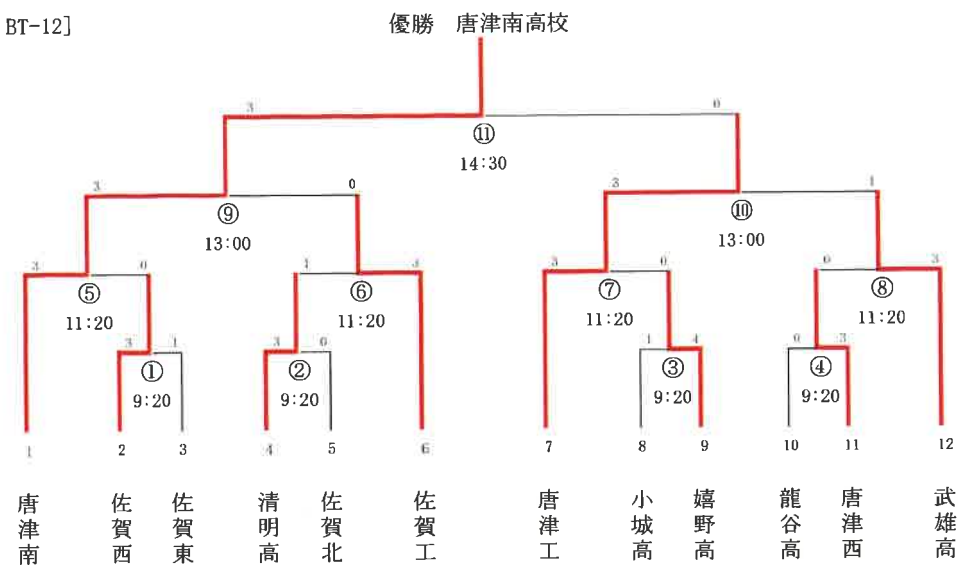 BT-12]
優勝 唐津南高校
3 0
⑪
14:30
3 0 3 1
⑨ ⑩
13:00 13:00
3 0 1 3 3 0 0 3
⑤ ⑥ ⑦ ⑧
11:20 11:20 11:20 11:20
3 1 3 0 1 4 0 3
① ② ③ ④
9:20 9:20 9:20 9:20
1 2 3 4 5 6 7 8 9 10 11 12
唐津南
佐賀西
佐賀東
清明高
佐賀北
佐賀工
唐津工
小城高
嬉野高
龍谷高
唐津西
武雄高